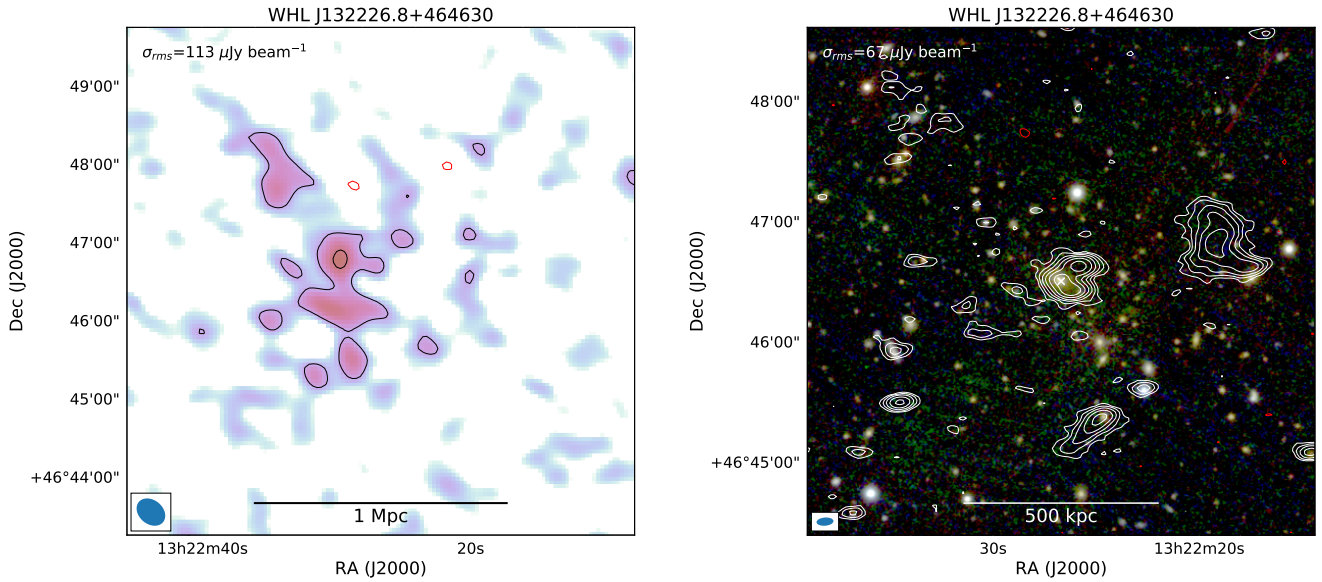 WHL J132226.8+464630
σrms=113 μJy beam⁻¹
49'00"
48'00"
47'00"
46'00"
45'00"
+46°44'00"
Dec (J2000)
1 Mpc
13h22m40s
20s
RA (J2000)
WHL J132226.8+464630
σrms=67 μJy beam⁻¹
48'00"
47'00"
46'00"
+46°45'00"
Dec (J2000)
500 kpc
30s
13h22m20s
RA (J2000)